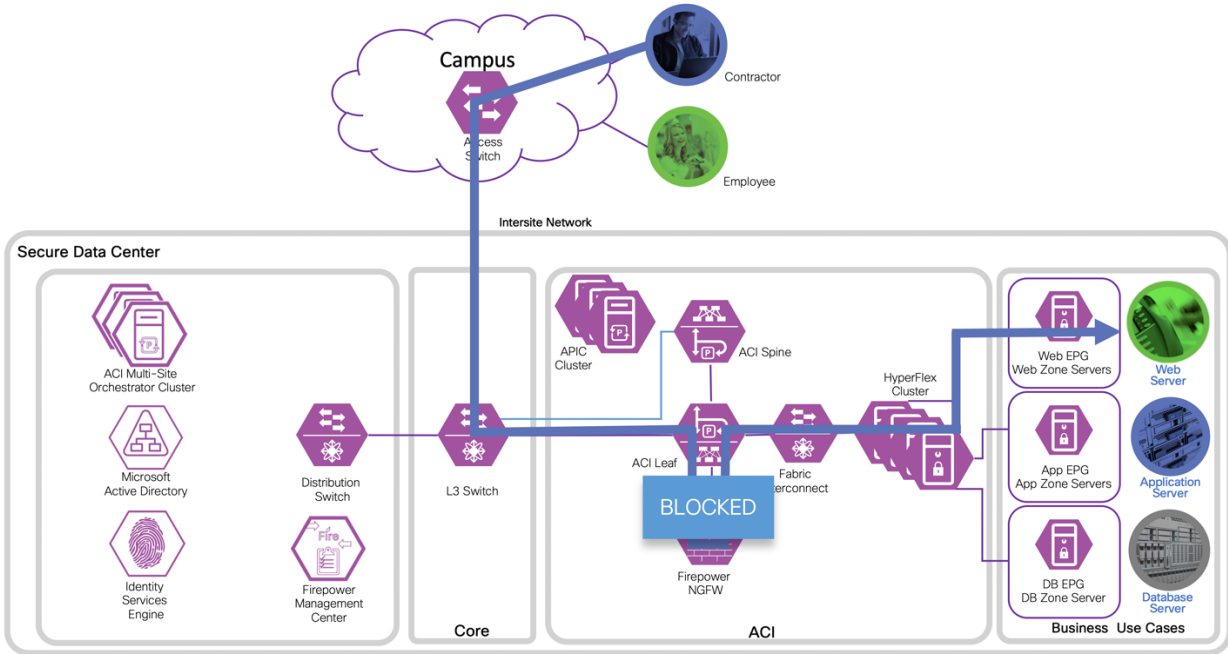 Campus
Contractor
Access
Switch
Employee
Intersite Network
Secure Data Center
ACI Multi-Site
Orchestrator Cluster
Microsoft
Active Directory
Identity
Services
Engine
Distribution
Switch
Fire
Firepower
Management
Center
L3 Switch
Core
APIC
Cluster
P
ACI Spine
P
ACI Leaf
BLOCKED
Firepower
NGFW
Fabric
HyperFlex
Cluster
ACI
Web EPG
Web Zone Servers
Web
Server
App EPG
App Zone Servers
Application
Server
DB EPG
DB Zone Server
Database
Server
Business Use Cases